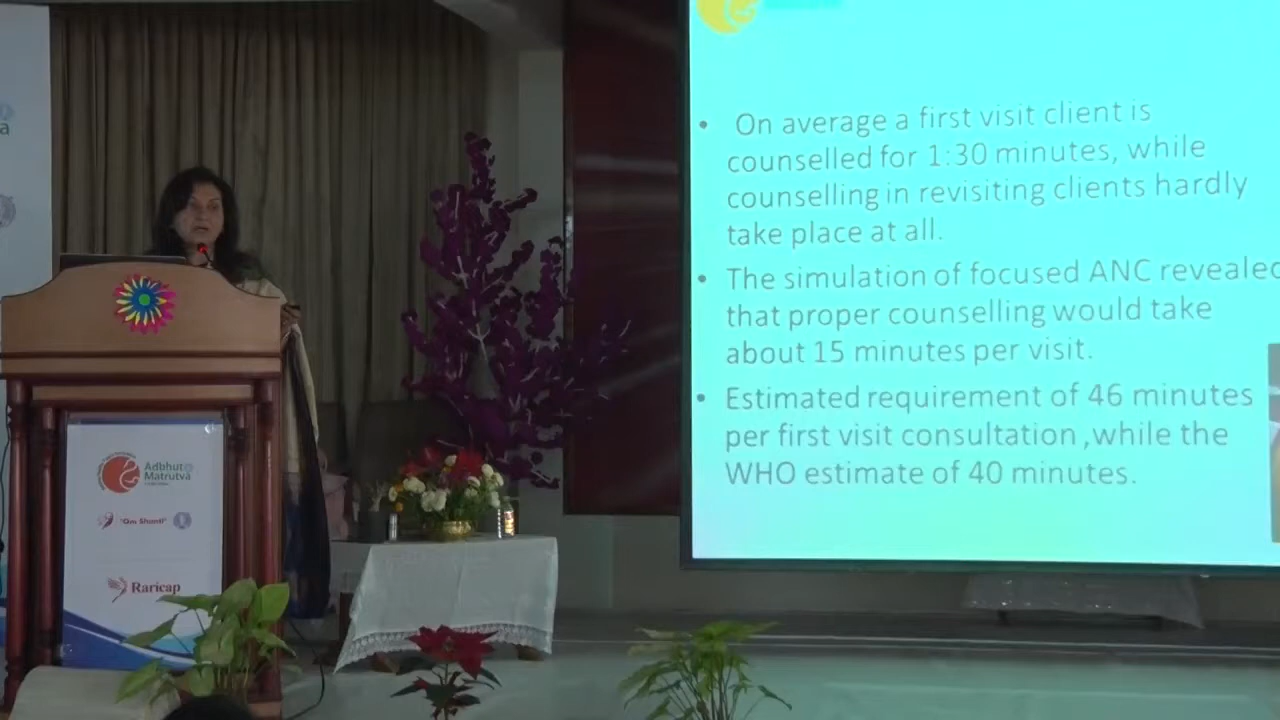 a
Adbhut
Matrutva
"Om Shanti"
Raricap
• On average a first visit client is
counselled for 1:30 minutes, while
counselling in revisiting clients hardly
take place at all.
• The simulation of focused ANC revealed
that proper counselling would take
about 15 minutes per visit.
• Estimated requirement of 46 minutes
per first visit consultation ,while the
WHO estimate of 40 minutes.